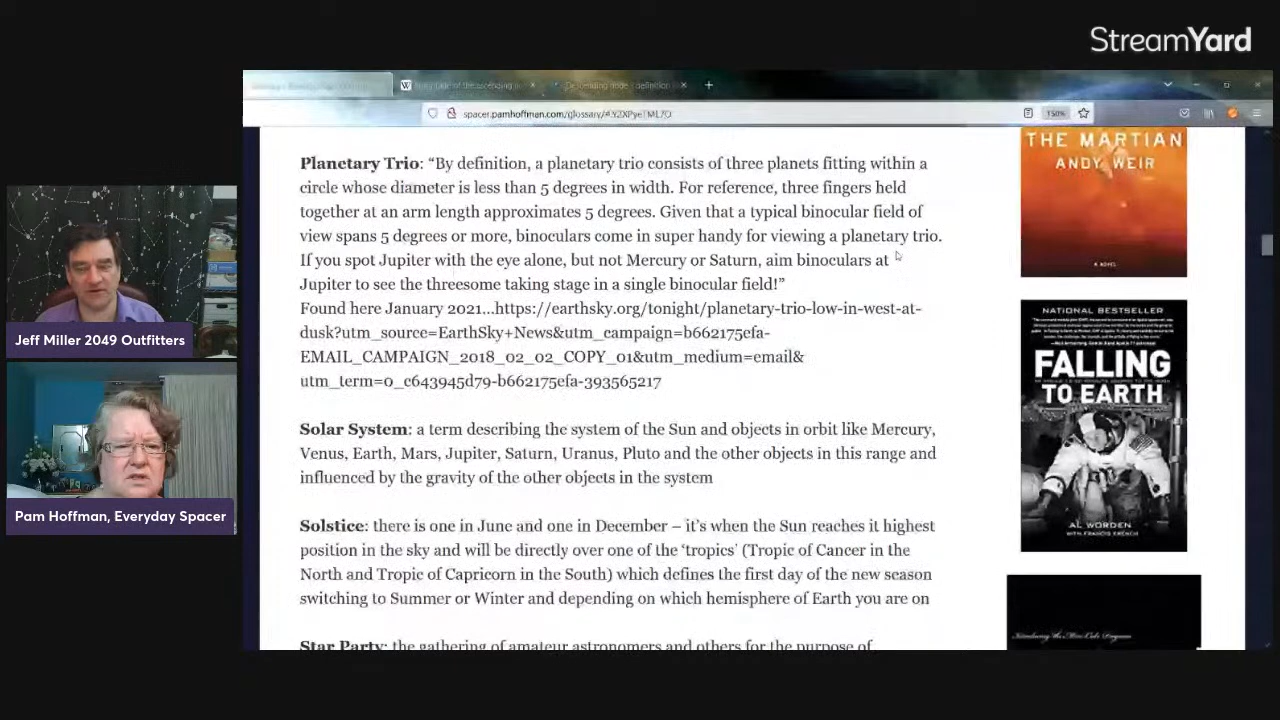 StreamYard
spacer.pamhoffman.com/glossary/#.Y2XPyeTML7O
150%
Planetary Trio: “By definition, a planetary trio consists of three planets fitting within a
circle whose diameter is less than 5 degrees in width. For reference, three fingers held
together at an arm length approximates 5 degrees. Given that a typical binocular field of
view spans 5 degrees or more, binoculars come in super handy for viewing a planetary trio.
If you spot Jupiter with the eye alone, but not Mercury or Saturn, aim binoculars at
Jupiter to see the threesome taking stage in a single binocular field!”
Found here January 2021…https://earthsky.org/tonight/planetary-trio-low-in-west-at-
dusk?utm_source=EarthSky+News&utm_campaign=b662175efa-
EMAIL_CAMPAIGN_2018_02_02_COPY_01&utm_medium=email&
utm_term=0_c643945d79-b662175efa-393565217
Solar System: a term describing the system of the Sun and objects in orbit like Mercury,
Venus, Earth, Mars, Jupiter, Saturn, Uranus, Pluto and the other objects in this range and
influenced by the gravity of the other objects in the system
Solstice: there is one in June and one in December – it’s when the Sun reaches it highest
position in the sky and will be directly over one of the ‘tropics’ (Tropic of Cancer in the
North and Tropic of Capricorn in the South) which defines the first day of the new season
switching to Summer or Winter and depending on which hemisphere of Earth you are on
Star Party: the gathering of amateur astronomers and others for the purpose of
THE MARTIAN
ANDY WEIR
A NOVEL
NATIONAL BESTSELLER
FALLING
TO EARTH
AL WORDEN
WITH FRANCIS FRENCH
Jeff Miller 2049 Outfitters
Pam Hoffman, Everyday Spacer